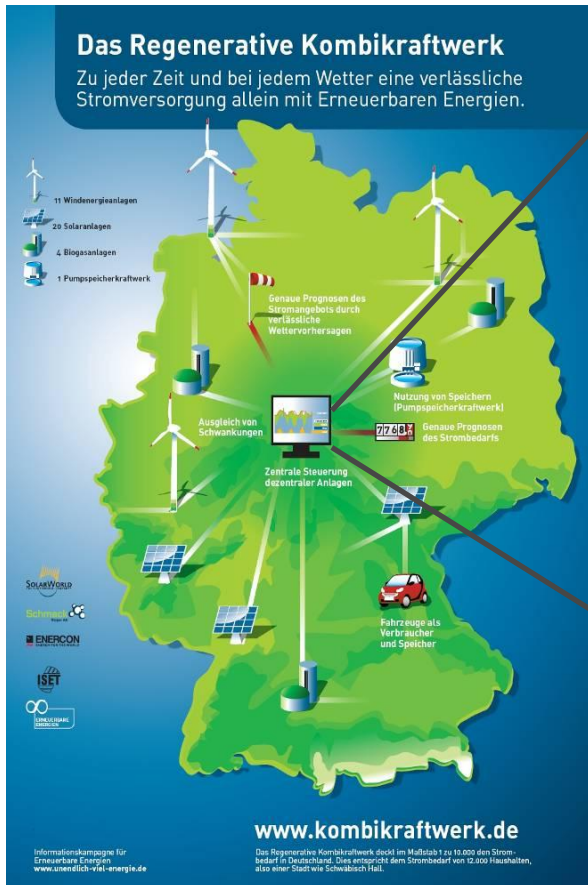 Das Regenerative Kombikraftwerk
Zu jeder Zeit und bei jedem Wetter eine verlässliche
Stromversorgung allein mit Erneuerbaren Energien.
11 Windenergieanlagen
20 Solaranlagen
4 Biogasanlagen
1 Pumpspeicherkraftwerk
Genaue Prognosen des
Stromangebots durch
verlässliche
Wettervorhersagen
Nutzung von Speichern
(Pumpspeicherkraftwerk)
Ausgleich von
Schwankungen
7768
Genaue Prognosen
des Strombedarfs
Zentrale Steuerung
dezentraler Anlagen
Fahrzeuge als
Verbraucher
und Speicher
SOLARWORLD
Schmack
ENERCON
ISET
ERNEUERBARE
ENERGIEN
www.kombikraftwerk.de
Informationskampagne für
Erneuerbare Energien
www.unendlich-viel-energie.de
Das Regenerative Kombikraftwerk deckt im Maßstab 1 zu 10.000 den Strom-
bedarf in Deutschland. Dies entspricht dem Strombedarf von 12.000 Haushalten,
also einer Stadt wie Schwäbisch Hall.